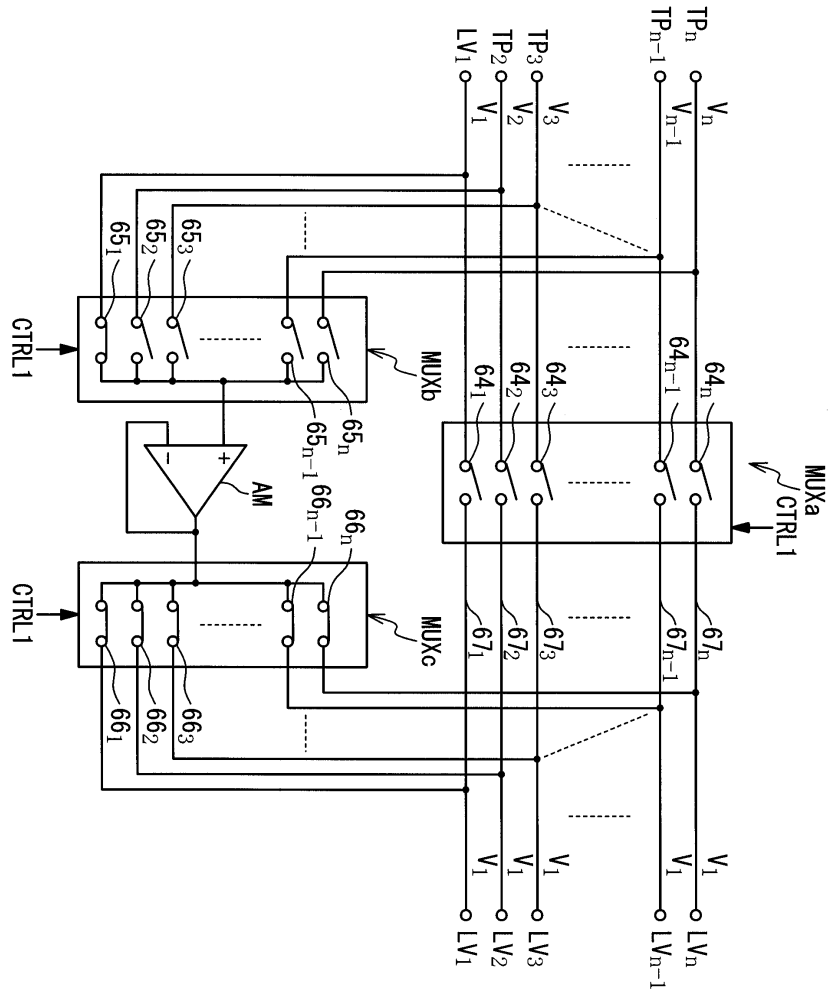 TPₙ
TPₙ₋₁
TP₃
TP₂
LV₁
Vₙ
Vₙ₋₁
V₃
V₂
V₁
65₁
65₂
65₃
65ₙ₋₁
65ₙ
CTRL1
MUXb
64₁
64₂
64₃
64ₙ₋₁
64ₙ
MUXa
CTRL1
+
−
AM
66ₙ₋₁
66ₙ
CTRL1
MUXc
66₁
66₂
66₃
67₁
67₂
67₃
67ₙ₋₁
67ₙ
V₁
V₁
V₁
V₁
V₁
LV₁
LV₂
LV₃
LVₙ₋₁
LVₙ